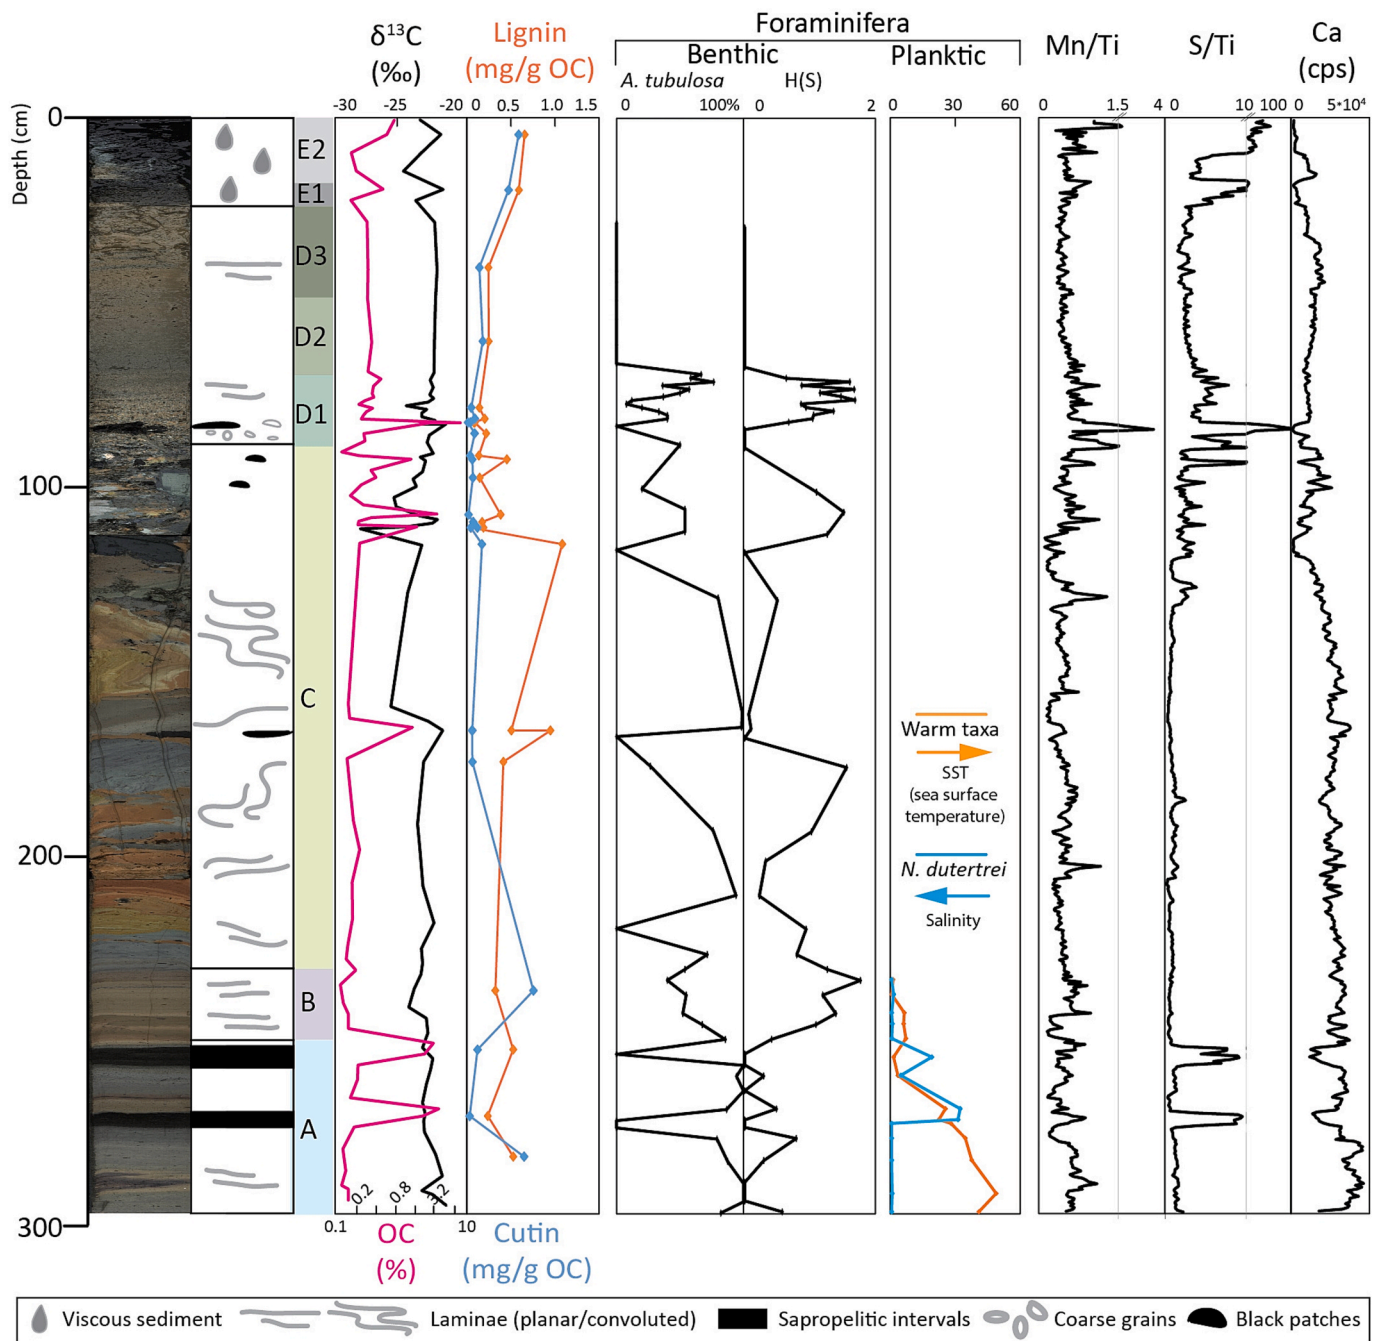 Foraminifera
δ¹³C
(‰)
Lignin
(mg/g OC)
Benthic
Planktic
A. tubulosa
H(S)
Mn/Ti
S/Ti
Ca
(cps)
-30 -25 -20
0 0.5 1.0 1.5
0 100%
0 2
0 30 60
0 1.5 4
0 10 100
0 5*10⁴
Depth (cm)
0
100
200
300
E2
E1
D3
D2
D1
C
B
A
Warm taxa
SST
(sea surface
temperature)
N. dutertrei
Salinity
0.2 0.8 3.2
0.1 10
OC
(%)
Cutin
(mg/g OC)
Viscous sediment
Laminae (planar/convoluted)
Sapropelitic intervals
Coarse grains
Black patches